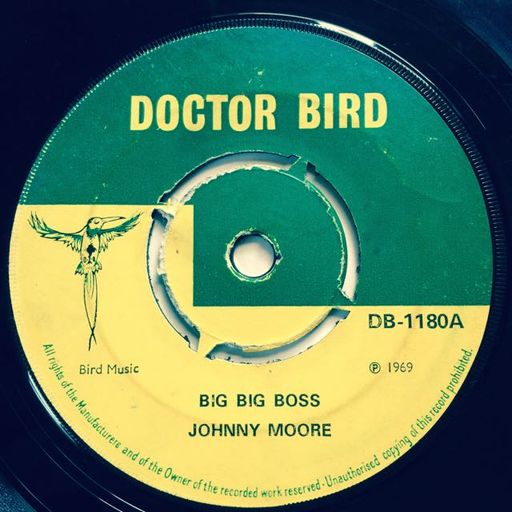 DOCTOR BIRD
DB-1180A
Bird Music
℗ 1969
BIG BIG BOSS
JOHNNY MOORE
All rights of the Manufacturers and of the Owner of the recorded work reserved - Unauthorised copying of this record prohibited.